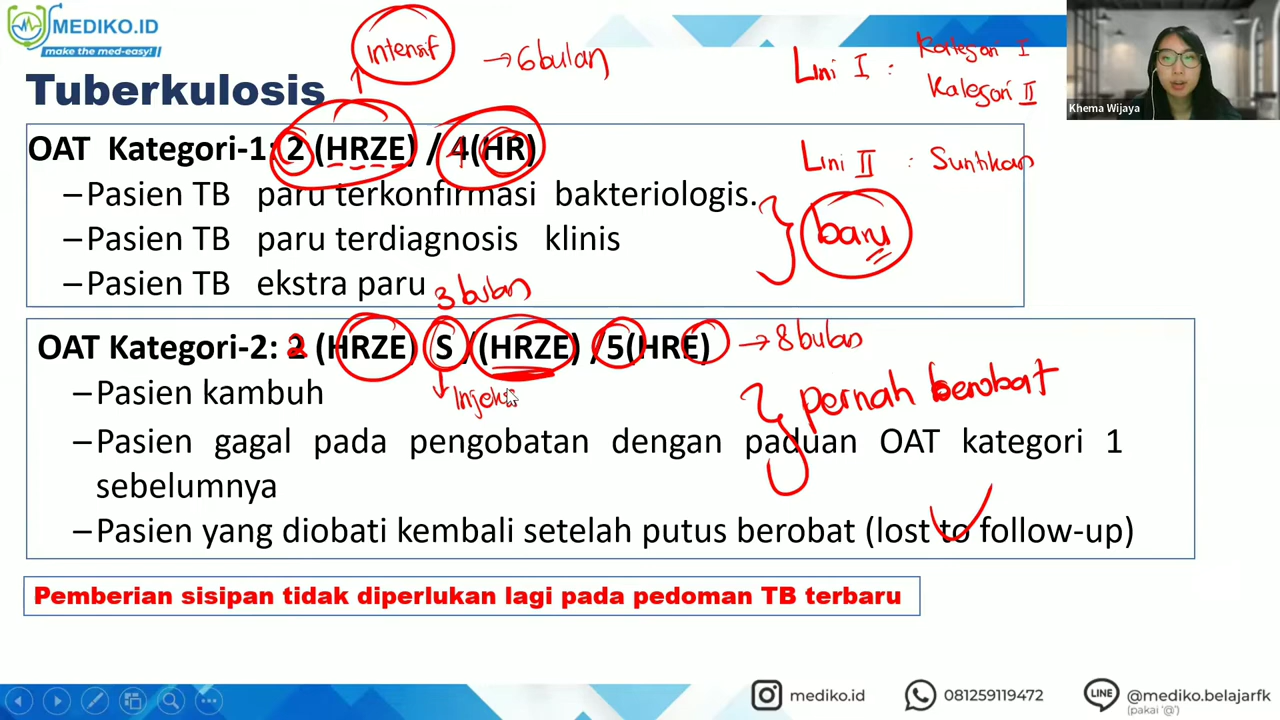 MEDIKO.ID
make the med-easy!
intensif
→ 6 bulan
Lini I : Kategori I
Kategori II
Khema Wijaya
Tuberkulosis
OAT Kategori-1: 2 (HRZE) / 4(HR)
Lini II : Suntikan
–Pasien TB paru terkonfirmasi bakteriologis.
–Pasien TB paru terdiagnosis klinis
baru
–Pasien TB ekstra paru
3 bulan
OAT Kategori-2: 2 (HRZE) S /(HRZE) /5(HRE)
→ 8 bulan
–Pasien kambuh
Injeksi
pernah berobat
–Pasien gagal pada pengobatan dengan paduan OAT kategori 1
sebelumnya
–Pasien yang diobati kembali setelah putus berobat (lost to follow-up)
Pemberian sisipan tidak diperlukan lagi pada pedoman TB terbaru
mediko.id
081259119472
LINE
@mediko.belajarfk
(pakai '@')